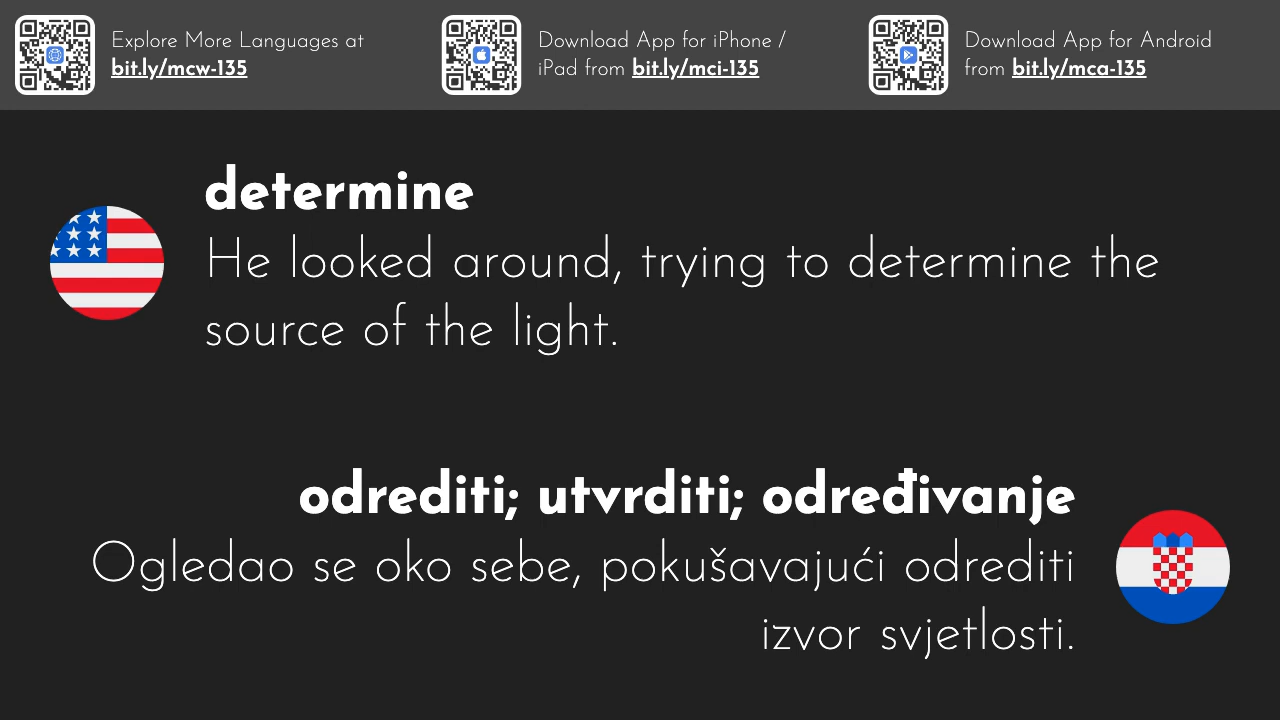 Explore More Languages at
bit.ly/mcw-135
Download App for iPhone /
iPad from bit.ly/mci-135
Download App for Android
from bit.ly/mca-135
determine
He looked around, trying to determine the
source of the light.
odrediti; utvrditi; određivanje
Ogledao se oko sebe, pokušavajući odrediti
izvor svjetlosti.